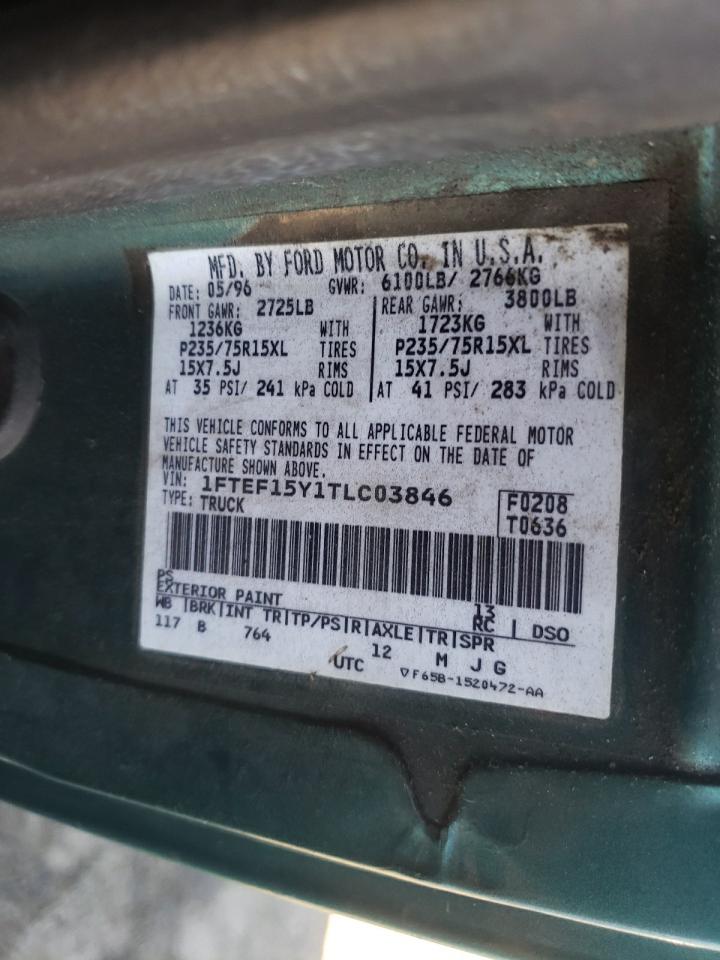 MFD. BY FORD MOTOR CO. IN U.S.A.
DATE: 05/96 GVWR: 6100LB/ 2766KG
FRONT GAWR: 2725LB REAR GAWR: 3800LB
1236KG WITH 1723KG WITH
P235/75R15XL TIRES P235/75R15XL TIRES
15X7.5J RIMS 15X7.5J RIMS
AT 35 PSI/ 241 kPa COLD AT 41 PSI/ 283 kPa COLD
THIS VEHICLE CONFORMS TO ALL APPLICABLE FEDERAL MOTOR
VEHICLE SAFETY STANDARDS IN EFFECT ON THE DATE OF
MANUFACTURE SHOWN ABOVE.
VIN: 1FTEF15Y1TLC03846 F0208
TYPE: TRUCK T0636
PS 13
EXTERIOR PAINT RC DSO
WB |BRK|INT TR|TP/PS|R|AXLE|TR|SPR
117 B 764 12 M J G
UTC ▽F65B-1520472-AA